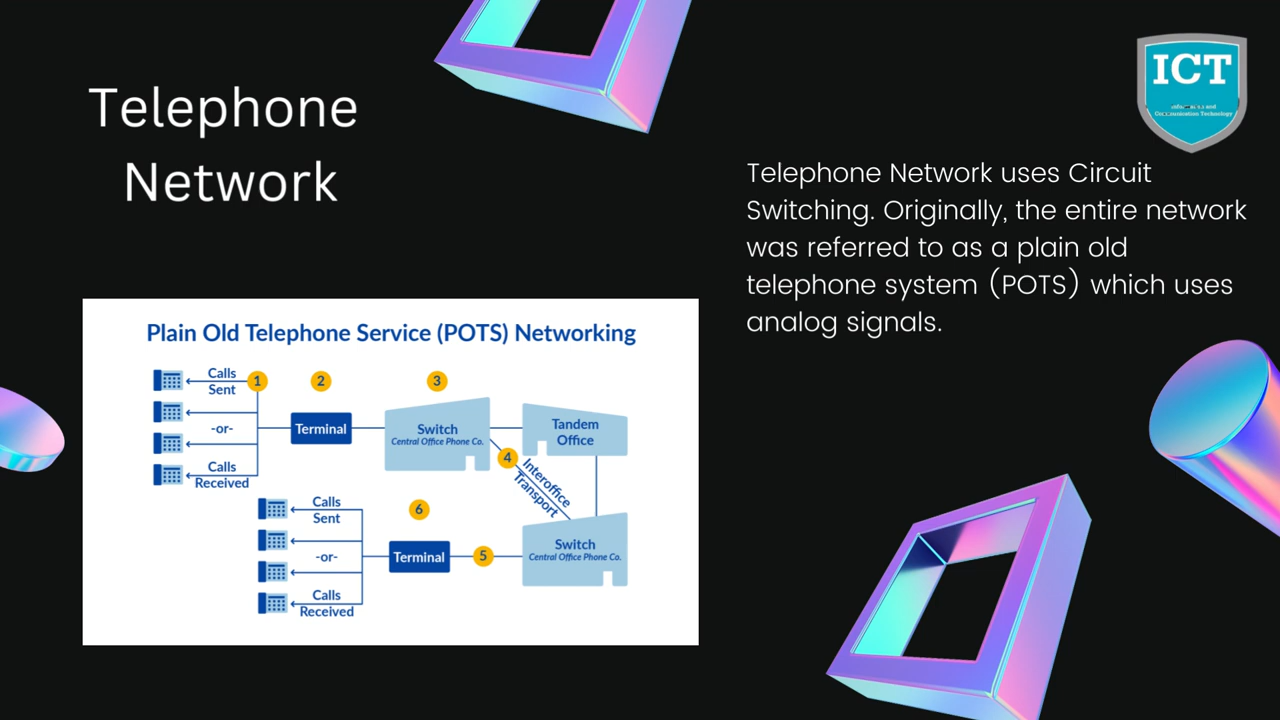 Telephone
Network
ICT
Communication Technology
Telephone Network uses Circuit
Switching. Originally, the entire network
was referred to as a plain old
telephone system (POTS) which uses
analog signals.
Plain Old Telephone Service (POTS) Networking
Calls
Sent
1
2
3
-or-
Terminal
Switch
Central Office Phone Co.
Tandem
Office
Calls
Received
4
Interoffice
Transport
Calls
Sent
6
-or-
Terminal
5
Switch
Central Office Phone Co.
Calls
Received